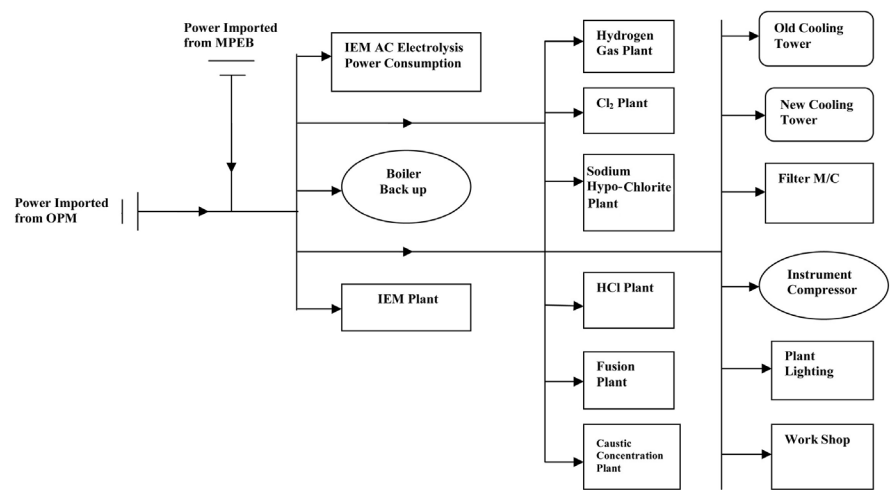 Power Imported
from MPEB
Power Imported
from OPM
IEM AC Electrolysis
Power Consumption
Boiler
Back up
IEM Plant
Hydrogen
Gas Plant
Cl₂ Plant
Sodium
Hypo-Chlorite
Plant
HCl Plant
Fusion
Plant
Caustic
Concentration
Plant
Old Cooling
Tower
New Cooling
Tower
Filter M/C
Instrument
Compressor
Plant
Lighting
Work Shop